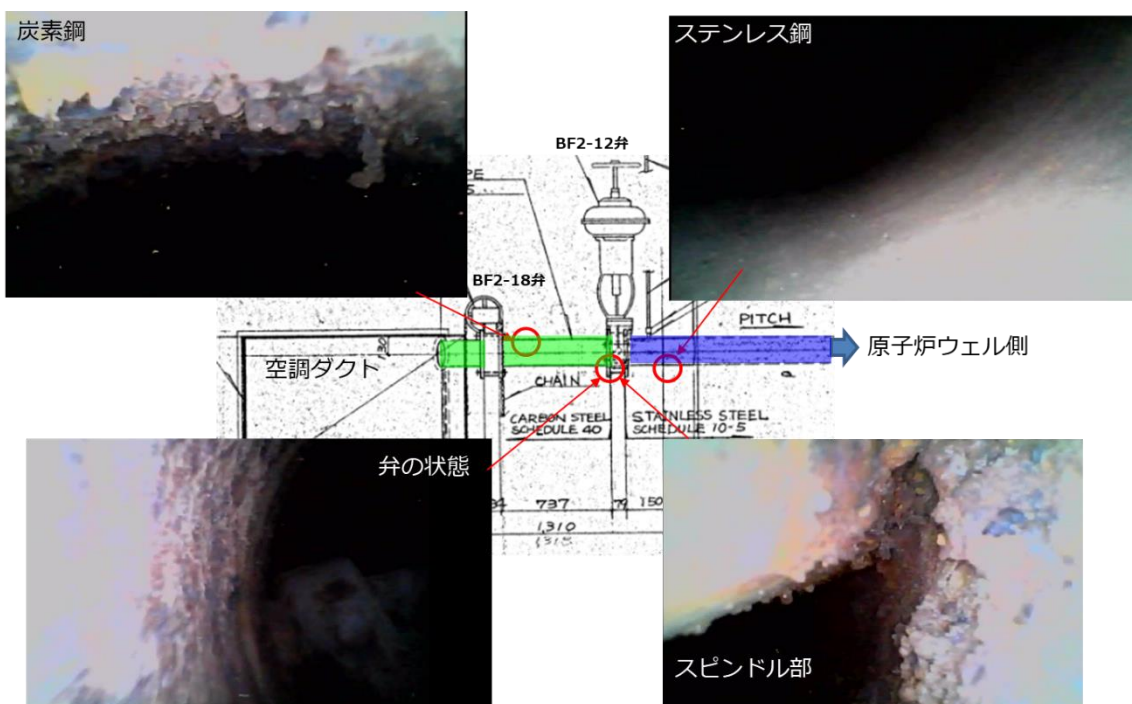 炭素鋼
ステンレス鋼
BF2-12弁
BF2-18弁
PITCH
原子炉ウェル側
空調ダクト
CHAIN
CARBON STEEL
SCHEDULE 40
STAINLESS STEEL
SCHEDULE 10-S
弁の状態
737
79
150
1,310
スピンドル部